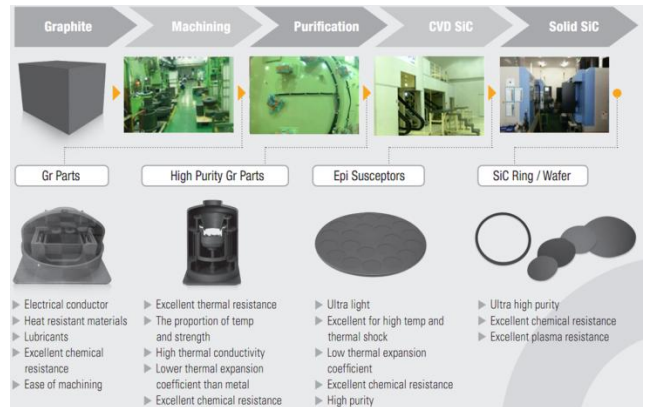 Graphite
Machining
Purification
CVD SiC
Solid SiC
Gr Parts
High Purity Gr Parts
Epi Susceptors
SiC Ring / Wafer
Electrical conductor
Heat resistant materials
Lubricants
Excellent chemical
resistance
Ease of machining
Excellent thermal resistance
The proportion of temp
and strength
High thermal conductivity
Lower thermal expansion
coefficient than metal
Excellent chemical resistance
Ultra light
Excellent for high temp and
thermal shock
Low thermal expansion
coefficient
Excellent chemical resistance
High purity
Ultra high purity
Excellent chemical resistance
Excellent plasma resistance